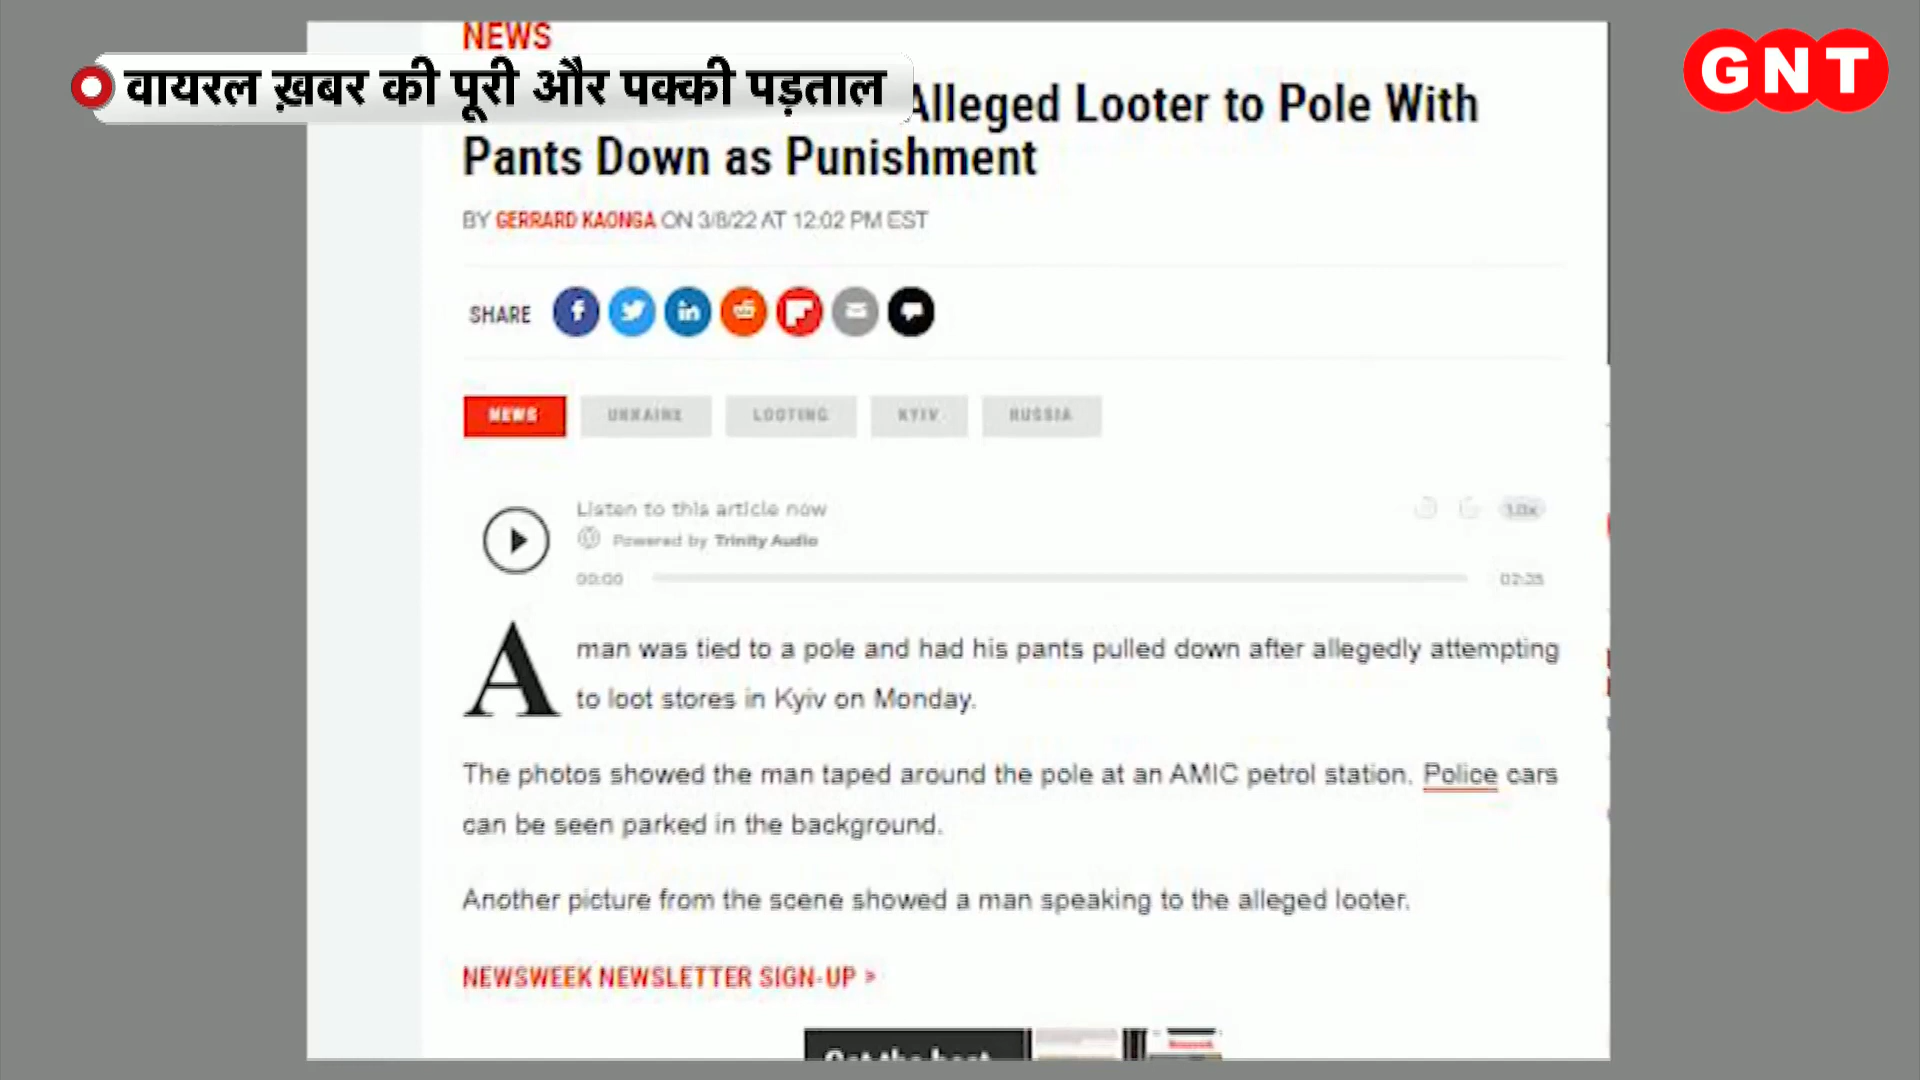 NEWS
वायरल ख़बर की पूरी और पक्की पड़ताल
GNT
Alleged Looter to Pole With
Pants Down as Punishment
BY GERRARD KAONGA ON 3/8/22 AT 12:02 PM EST
SHARE
NEWS UKRAINE LOOTING KYIV RUSSIA
Listen to this article now
1.0x
Powered by Trinity Audio
00:00
A man was tied to a pole and had his pants pulled down after allegedly attempting
to loot stores in Kyiv on Monday.
The photos showed the man taped around the pole at an AMIC petrol station. Police cars
can be seen parked in the background.
Another picture from the scene showed a man speaking to the alleged looter.
NEWSWEEK NEWSLETTER SIGN-UP >